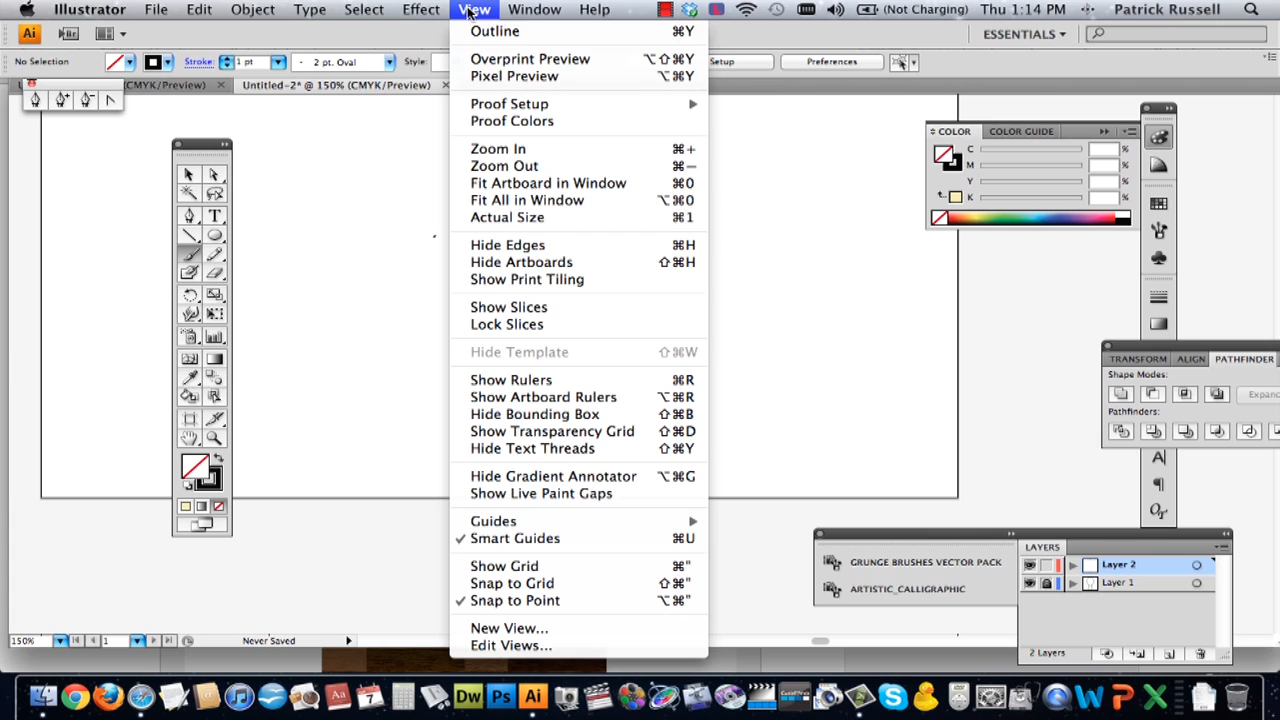 Illustrator File Edit Object Type Select Effect View Window Help (Not Charging) Thu 1:14 PM Patrick Russell
Ai Br ESSENTIALS
No Selection Stroke: 1 pt 2 pt. Oval Style: Setup Preferences
(CMYK/Preview) Untitled-2* @ 150% (CMYK/Preview)
Outline ⌘Y
Overprint Preview ⌥⇧⌘Y
Pixel Preview ⌥⌘Y
Proof Setup
Proof Colors
Zoom In ⌘+
Zoom Out ⌘−
Fit Artboard in Window ⌘0
Fit All in Window ⌥⌘0
Actual Size ⌘1
Hide Edges ⌘H
Hide Artboards ⇧⌘H
Show Print Tiling
Show Slices
Lock Slices
Hide Template ⇧⌘W
Show Rulers ⌘R
Show Artboard Rulers ⌥⌘R
Hide Bounding Box ⇧⌘B
Show Transparency Grid ⇧⌘D
Hide Text Threads ⇧⌘Y
Hide Gradient Annotator ⌥⌘G
Show Live Paint Gaps
Guides
Smart Guides ⌘U
Show Grid ⌘"
Snap to Grid ⇧⌘"
Snap to Point ⌥⌘"
New View...
Edit Views...
COLOR COLOR GUIDE
C %
M %
Y %
K %
TRANSFORM ALIGN PATHFINDER
Shape Modes:
Expand
Pathfinders:
GRUNGE BRUSHES VECTOR PACK
ARTISTIC_CALLIGRAPHIC
LAYERS
Layer 2
Layer 1
2 Layers
150% 1 Never Saved
Dw Ps Ai